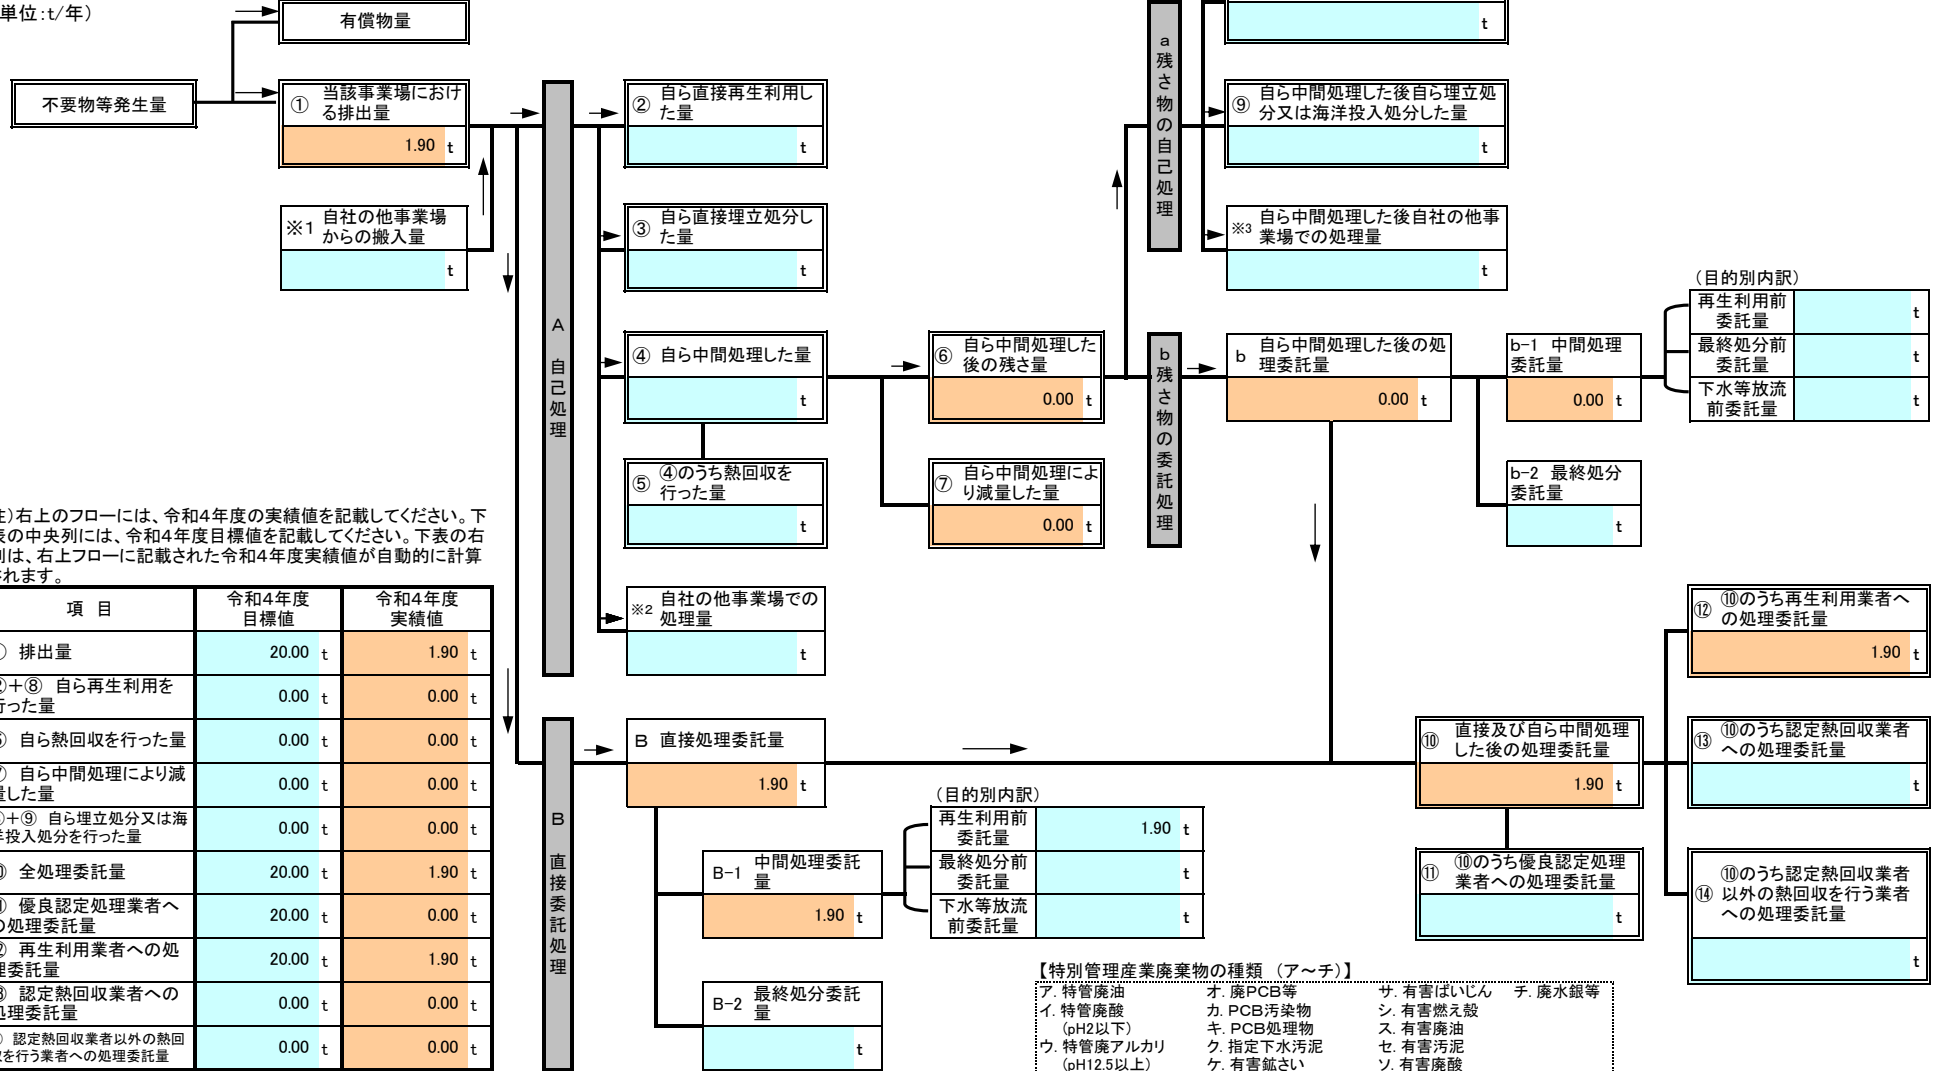 単位:t/年）
有償物量
不要物等発生量
① 当該事業場におけ
る排出量
1.90 t
※1 自社の他事業場
からの搬入量
t
A 自己処理
② 自ら直接再生利用し
た量
t
③ 自ら直接埋立処分し
た量
t
④ 自ら中間処理した量
t
⑤ ④のうち熱回収を
行った量
t
※2 自社の他事業場での
処理量
t
⑥ 自ら中間処理した
後の残さ量
0.00 t
⑦ 自ら中間処理によ
り減量した量
0.00 t
a残さ物の自己処理
t
⑨ 自ら中間処理した後自ら埋立処
分又は海洋投入処分した量
t
※3 自ら中間処理した後自社の他事
業場での処理量
t
b残さ物の委託処理
b 自ら中間処理した後の処
理委託量
0.00 t
b-1 中間処理
委託量
0.00 t
b-2 最終処分
委託量
t
（目的別内訳）
再生利用前
委託量
t
最終処分前
委託量
t
下水等放流
前委託量
t
）右上のフローには、令和4年度の実績値を記載してください。下
表の中央列には、令和4年度目標値を記載してください。下表の右
列は、右上フローに記載された令和4年度実績値が自動的に計算
されます。
項 目
令和4年度
目標値
令和4年度
実績値
排出量
20.00 t
1.90 t
＋⑧ 自ら再生利用を
行った量
0.00 t
0.00 t
自ら熱回収を行った量
0.00 t
0.00 t
自ら中間処理により減
量した量
0.00 t
0.00 t
＋⑨ 自ら埋立処分又は海
洋投入処分を行った量
0.00 t
0.00 t
全処理委託量
20.00 t
1.90 t
優良認定処理業者へ
の処理委託量
20.00 t
0.00 t
再生利用業者への処
理委託量
20.00 t
1.90 t
認定熱回収業者への
処理委託量
0.00 t
0.00 t
認定熱回収業者以外の熱回
収を行う業者への処理委託量
0.00 t
0.00 t
B 直接委託処理
B 直接処理委託量
1.90 t
B-1 中間処理委託
量
1.90 t
B-2 最終処分委託
量
t
（目的別内訳）
再生利用前
委託量
1.90 t
最終処分前
委託量
t
下水等放流
前委託量
t
⑩ 直接及び自ら中間処理
した後の処理委託量
1.90 t
⑪ ⑩のうち優良認定処理
業者への処理委託量
t
⑫ ⑩のうち再生利用業者へ
の処理委託量
1.90 t
⑬ ⑩のうち認定熱回収業者
への処理委託量
t
⑭ ⑩のうち認定熱回収業者
以外の熱回収を行う業者
への処理委託量
t
【特別管理産業廃棄物の種類 （ア～チ）】
ア. 特管廃油 オ. 廃PCB等 サ. 有害ばいじん チ. 廃水銀等
イ. 特管廃酸 カ. PCB汚染物 シ. 有害燃え殻
（pH2以下） キ. PCB処理物 ス. 有害廃油
ウ. 特管廃アルカリ ク. 指定下水汚泥 セ. 有害汚泥
（pH12.5以上） ケ. 有害鉱さい ソ. 有害廃酸